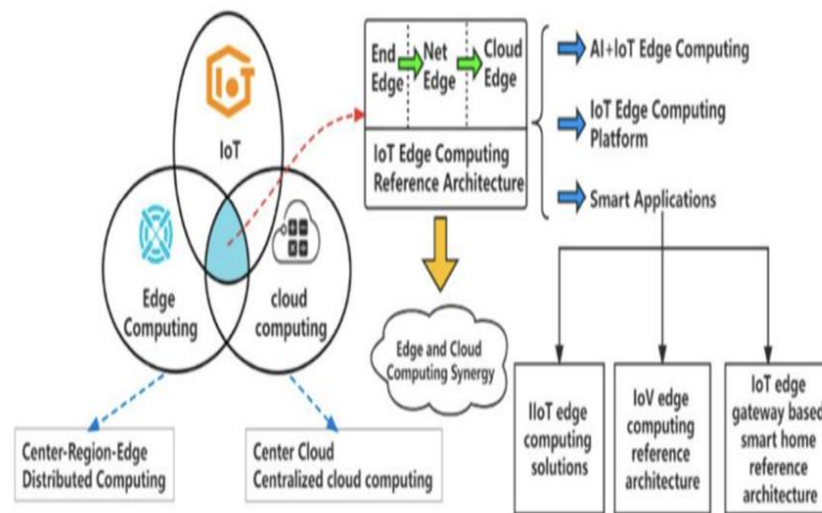 IoT
IoT
Edge
Computing
cloud
computing
Center-Region-Edge
Distributed Computing
Center Cloud
Centralized cloud computing
End
Edge
Net
Edge
Cloud
Edge
IoT Edge Computing
Reference Architecture
Edge and Cloud
Computing Synergy
AI+IoT Edge Computing
IoT Edge Computing
Platform
Smart Applications
IIoT edge
computing
solutions
IoV edge
computing
reference
architecture
IoT edge
gateway based
smart home
reference
architecture